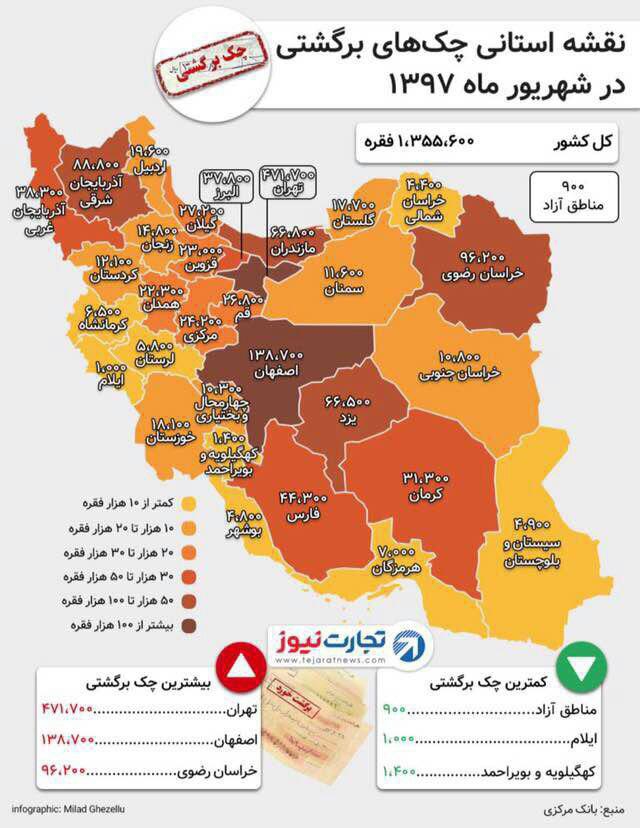 نقشه استانی چک‌های برگشتی
در شهریور ماه ۱۳۹۷
چک برگشتی
کل کشور ۱،۳۵۵،۶۰۰ فقره
۹۰۰
مناطق آزاد
۱۹،۶۰۰
اردبیل
۸۸،۸۰۰
آذربایجان
شرقی
۳۸،۳۰۰
آذربایجان
غربی
۳۷،۸۰۰
البرز
۴۷۱،۷۰۰
تهران
۲۷،۲۰۰
گیلان
۶۶،۸۰۰
مازندران
۱۷،۷۰۰
گلستان
۴،۴۰۰
خراسان
شمالی
۹۶،۲۰۰
خراسان رضوی
۱۴،۸۰۰
زنجان
۲۳،۰۰۰
قزوین
۱۲،۱۰۰
کردستان
۲۲،۳۰۰
همدان
۲۶،۸۰۰
قم
۱۱،۶۰۰
سمنان
۶،۵۰۰
کرمانشاه
۲۴،۲۰۰
مرکزی
۵،۸۰۰
لرستان
۱،۰۰۰
ایلام
۱۳۸،۷۰۰
اصفهان
۱۰،۸۰۰
خراسان جنوبی
۱۰،۳۰۰
چهارمحال
و بختیاری
۶۶،۵۰۰
یزد
۱۸،۱۰۰
خوزستان
۱،۴۰۰
کهگیلویه و
بویراحمد
۳۱،۳۰۰
کرمان
۴۴،۳۰۰
فارس
۴،۸۰۰
بوشهر
۷،۰۰۰
هرمزگان
۴،۹۰۰
سیستان و
بلوچستان
کمتر از ۱۰ هزار فقره
۱۰ هزار تا ۲۰ هزار فقره
۲۰ هزار تا ۳۰ هزار فقره
۳۰ هزار تا ۵۰ هزار فقره
۵۰ هزار تا ۱۰۰ هزار فقره
بیشتر از ۱۰۰ هزار فقره
تجارت نیوز
www.tejaratnews.com
کمترین چک برگشتی
مناطق آزاد..................۹۰۰
ایلام..........................۱،۰۰۰
کهگیلویه و بویراحمد..............۱،۴۰۰
بیشترین چک برگشتی
تهران..........................۴۷۱،۷۰۰
اصفهان......................۱۳۸،۷۰۰
خراسان رضوی................۹۶،۲۰۰
برگشت خورد
منبع: بانک مرکزی
infographic: Milad Ghezellu